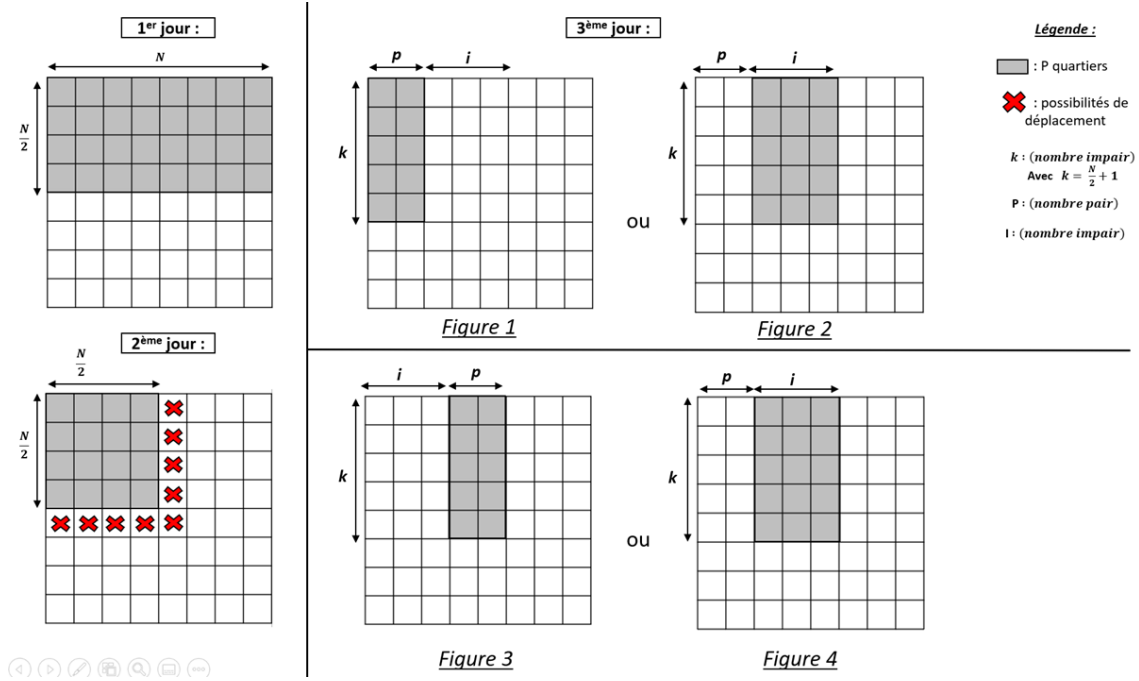 1er jour :
N
N/2
2ème jour :
N/2
N/2
3ème jour :
p
i
k
Figure 1
ou
p
i
k
Figure 2
i
p
k
Figure 3
ou
p
i
k
Figure 4
Légende :
: P quartiers
: possibilités de
déplacement
k : (nombre impair)
Avec k = N/2 + 1
P : (nombre pair)
I : (nombre impair)